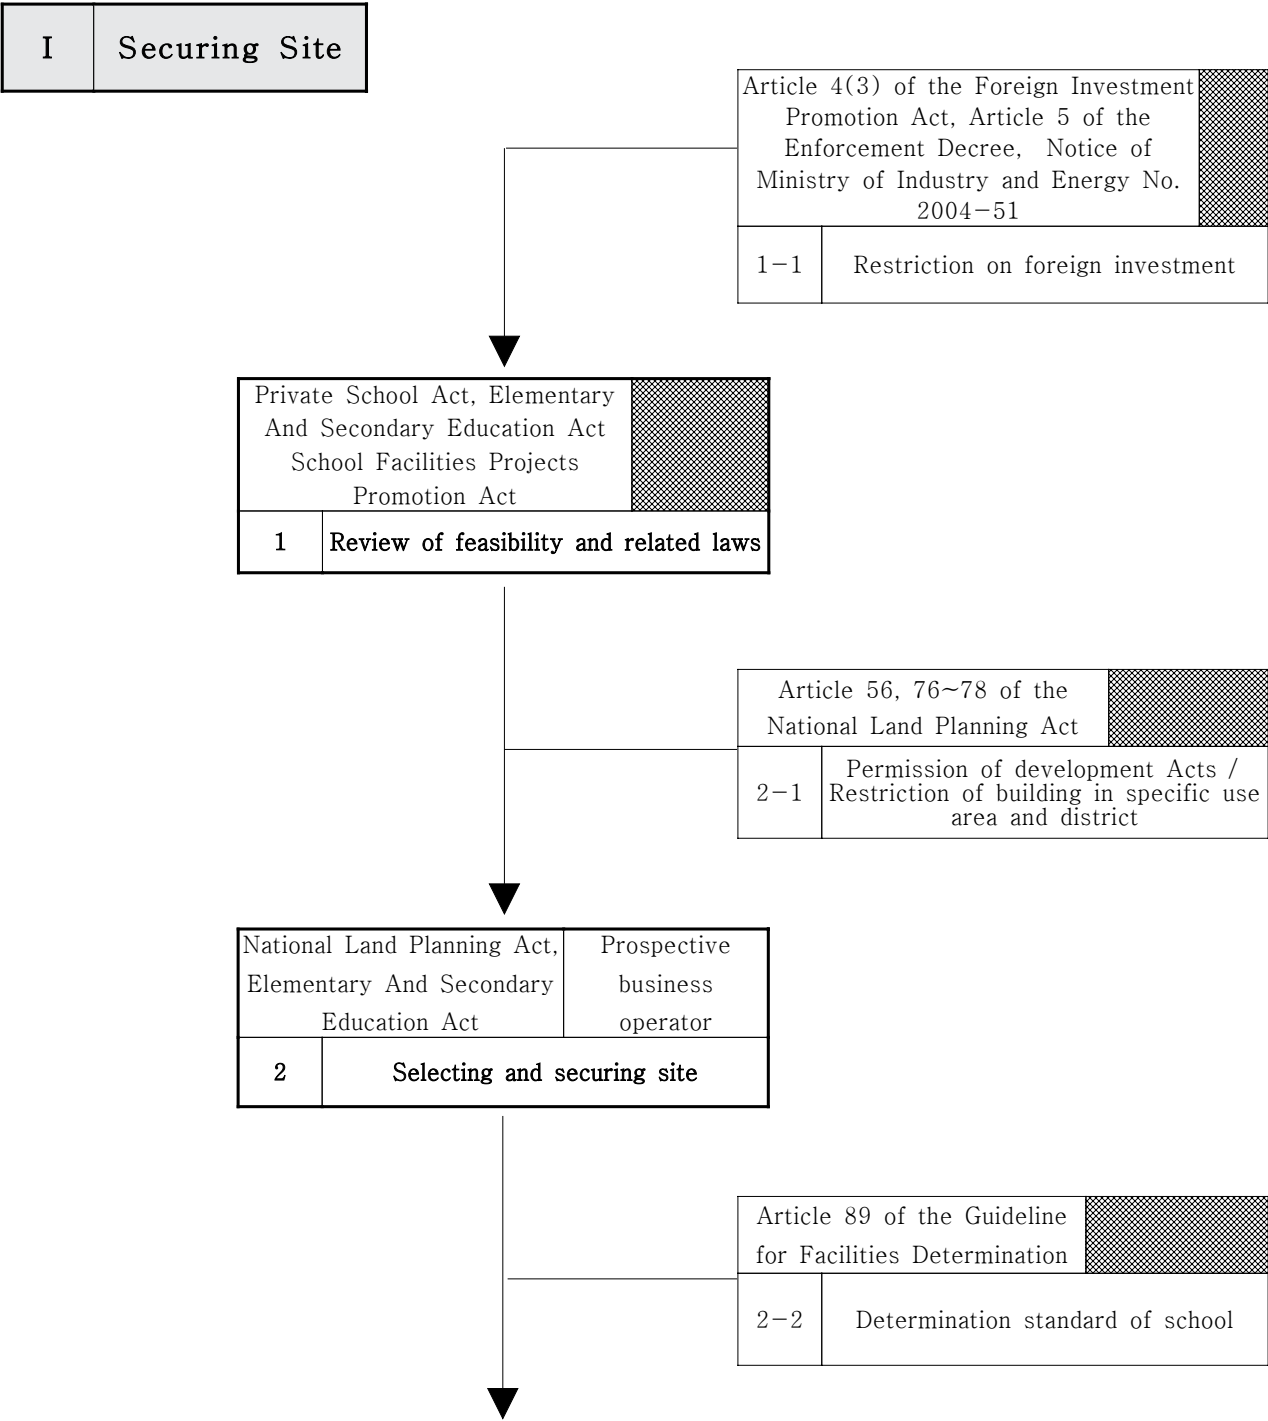 I Securing Site
Article 4(3) of the Foreign Investment
Promotion Act, Article 5 of the
Enforcement Decree, Notice of
Ministry of Industry and Energy No.
2004-51
1-1 Restriction on foreign investment
Private School Act, Elementary
And Secondary Education Act
School Facilities Projects
Promotion Act
1 Review of feasibility and related laws
Article 56, 76~78 of the
National Land Planning Act
2-1
Permission of development Acts /
Restriction of building in specific use
area and district
National Land Planning Act,
Elementary And Secondary
Education Act
Prospective
business
operator
2 Selecting and securing site
Article 89 of the Guideline
for Facilities Determination
2-2 Determination standard of school